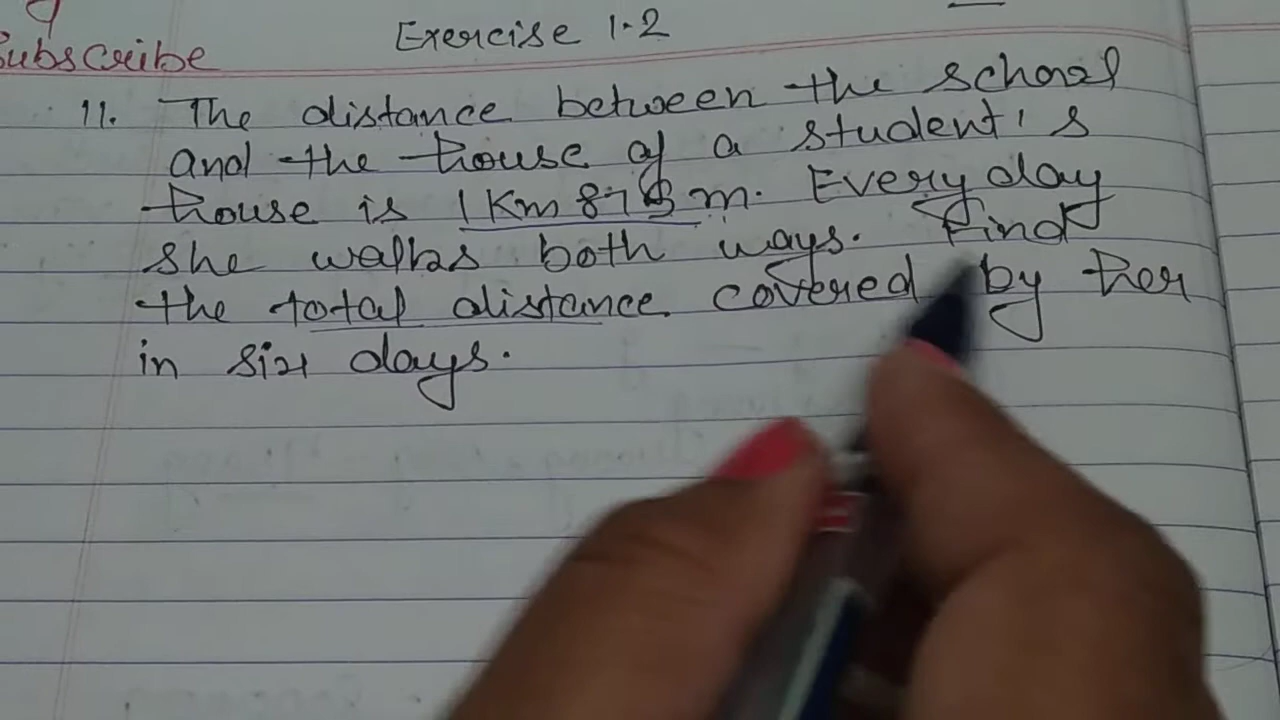 Subscribe
Exercise 1.2
11. The distance between the school
and the house of a student's
house is 1 Km 875 m. Every day
she walks both ways. Find
the total distance covered by her
in six days.